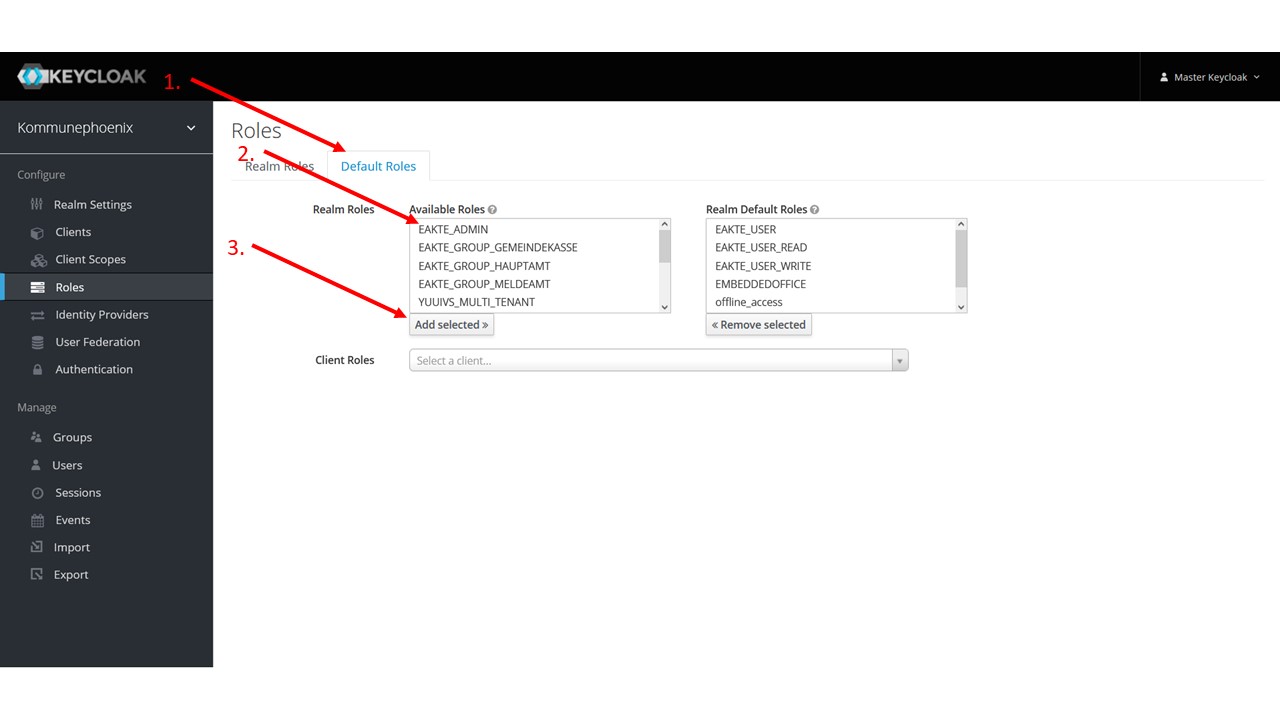 KEYCLOAK
1.
Master Keycloak
Kommunephoenix
Roles
2.
Realm Roles
Default Roles
Configure
Realm Settings
Clients
Client Scopes
Roles
Identity Providers
User Federation
Authentication
Manage
Groups
Users
Sessions
Events
Import
Export
Realm Roles
Available Roles
EAKTE_ADMIN
EAKTE_GROUP_GEMEINDEKASSE
EAKTE_GROUP_HAUPTAMT
EAKTE_GROUP_MELDEAMT
YUUIVS_MULTI_TENANT
3.
Add selected »
Realm Default Roles
EAKTE_USER
EAKTE_USER_READ
EAKTE_USER_WRITE
EMBEDDEDOFFICE
offline_access
« Remove selected
Client Roles
Select a client...